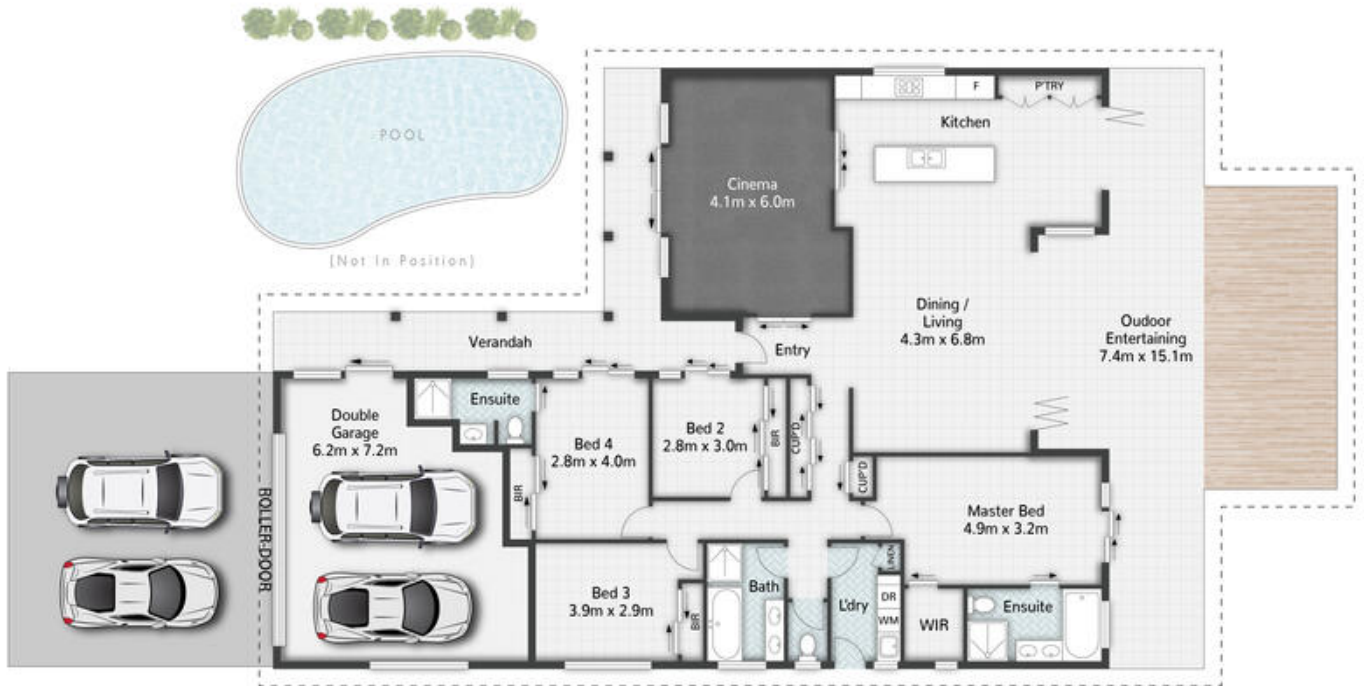 POOL
[Not In Position]
Cinema
4.1m x 6.0m
F
P'TRY
Kitchen
Dining /
Living
4.3m x 6.8m
Oudoor
Entertaining
7.4m x 15.1m
Verandah
Entry
Double
Garage
6.2m x 7.2m
ROLLER-DOOR
Ensuite
Bed 4
2.8m x 4.0m
BIR
Bed 2
2.8m x 3.0m
BIR
CUP'D
CUP'D
Master Bed
4.9m x 3.2m
Bed 3
3.9m x 2.9m
BIR
Bath
L'dry
LINEN
DR
WM
WIR
Ensuite